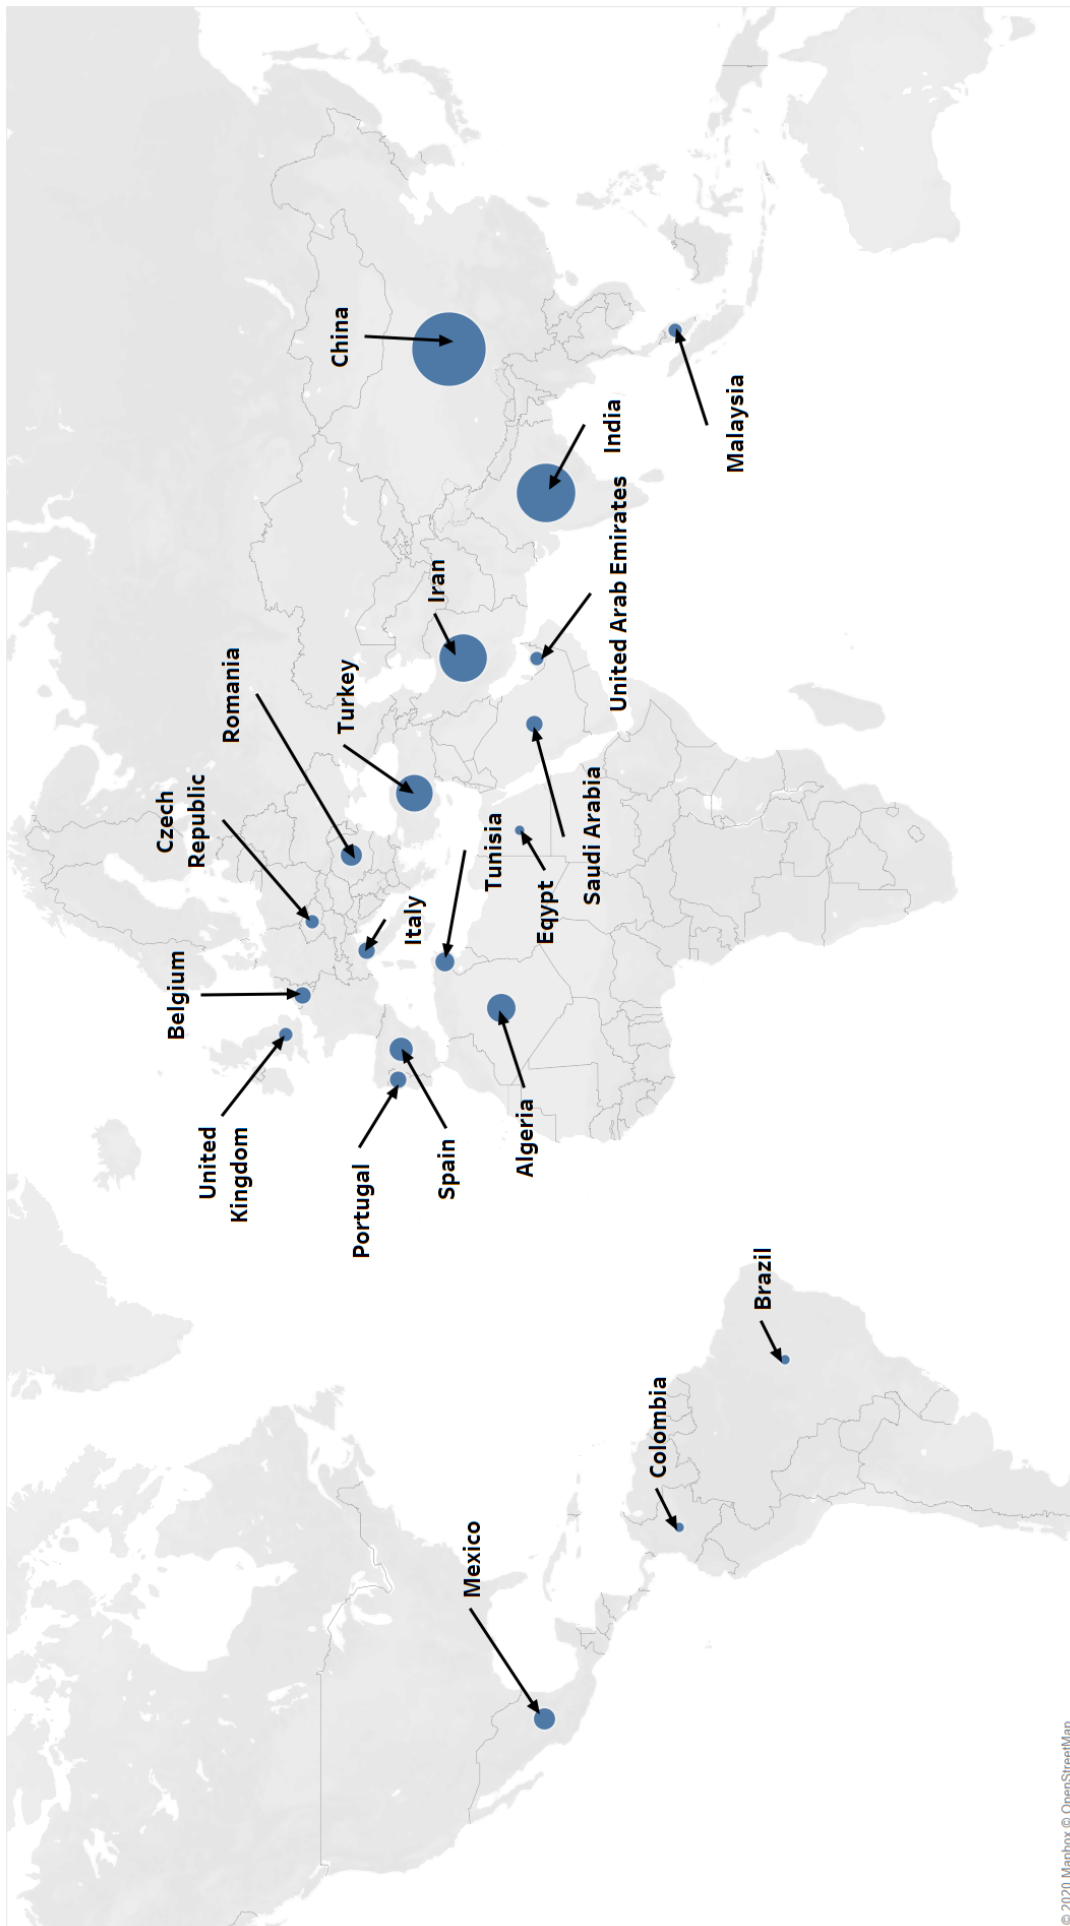 United
Kingdom
Belgium
Czech
Republic
Romania
Turkey
Iran
China
Portugal
Spain
Italy
Tunisia
Algeria
Eqypt
Saudi Arabia
United Arab Emirates
India
Malaysia
Mexico
Colombia
Brazil
© 2020 Mapbox © OpenStreetMap